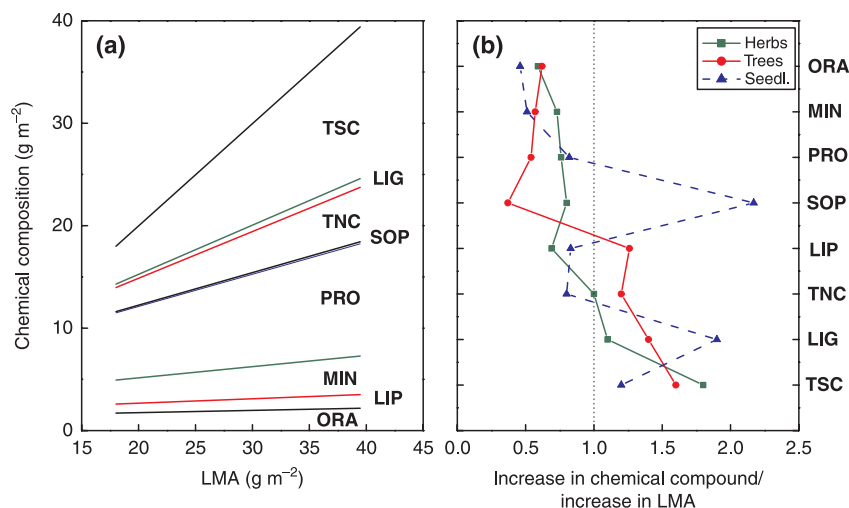 (a)
40
30
20
10
0
Chemical composition (g m⁻²)
TSC
LIG
TNC
SOP
PRO
MIN
LIP
ORA
15 20 25 30 35 40 45
LMA (g m⁻²)
(b)
Herbs
Trees
Seedl.
ORA
MIN
PRO
SOP
LIP
TNC
LIG
TSC
0.0 0.5 1.0 1.5 2.0 2.5
Increase in chemical compound/
increase in LMA